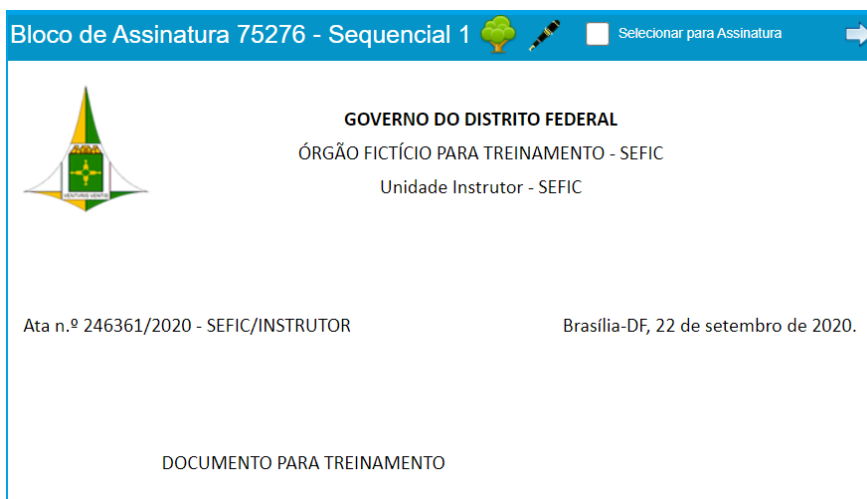 Bloco de Assinatura 75276 - Sequencial 1 Selecionar para Assinatura
GOVERNO DO DISTRITO FEDERAL
ÓRGÃO FICTÍCIO PARA TREINAMENTO - SEFIC
Unidade Instrutor - SEFIC
Ata n.º 246361/2020 - SEFIC/INSTRUTOR Brasília-DF, 22 de setembro de 2020.
DOCUMENTO PARA TREINAMENTO